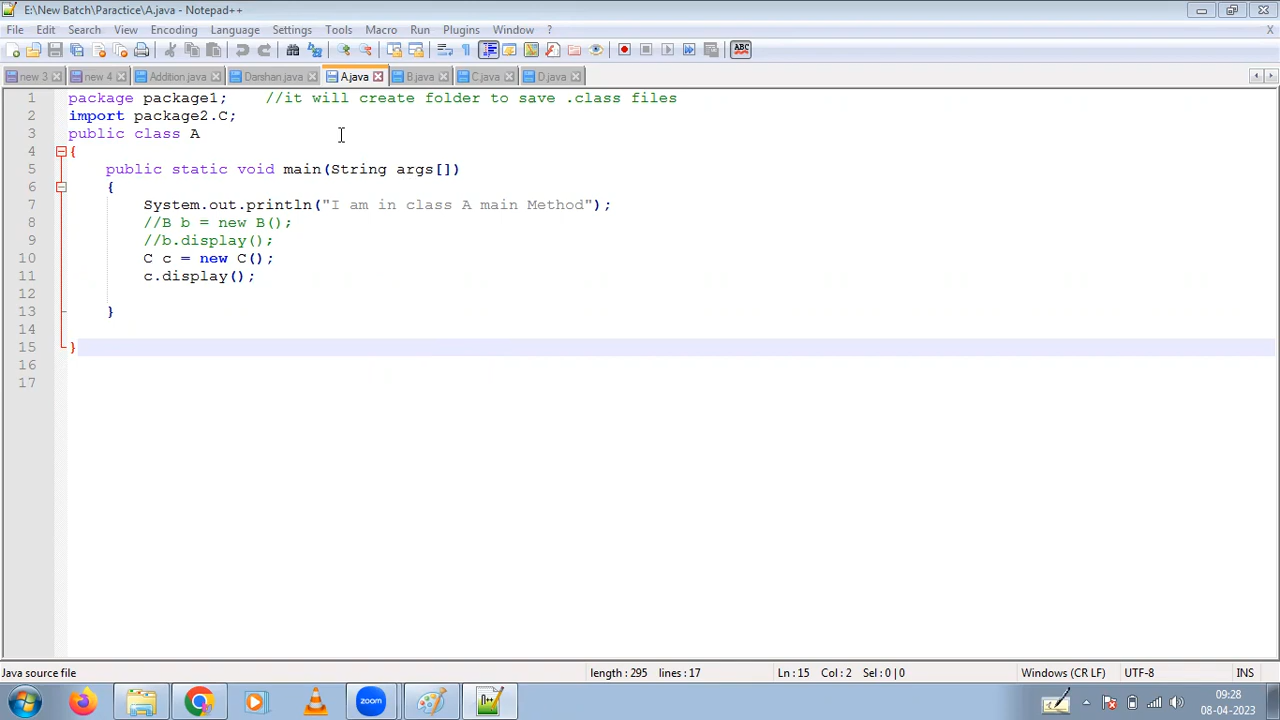 E:\New Batch\Paractice\A.java - Notepad++
File Edit Search View Encoding Language Settings Tools Macro Run Plugins Window ? X
ABC
new 3 new 4 Addition.java Darshan.java A.java B.java C.java D.java
1 package package1; //it will create folder to save .class files
2 import package2.C;
3 public class A
4 {
5 public static void main(String args[])
6 {
7 System.out.println("I am in class A main Method");
8 //B b = new B();
9 //b.display();
10 C c = new C();
11 c.display();
12
13 }
14
15 }
16
17
Java source file length : 295 lines : 17 Ln : 15 Col : 2 Sel : 0 | 0 Windows (CR LF) UTF-8 INS
zoom
09:28
08-04-2023